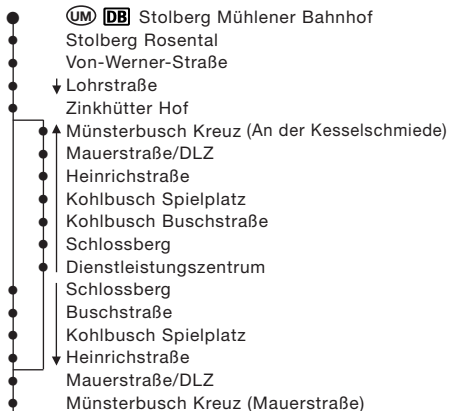 UM DB Stolberg Mühlener Bahnhof
Stolberg Rosental
Von-Werner-Straße
Lohrstraße
Zinkhütter Hof
Münsterbusch Kreuz (An der Kesselschmiede)
Mauerstraße/DLZ
Heinrichstraße
Kohlbusch Spielplatz
Kohlbusch Buschstraße
Schlossberg
Dienstleistungszentrum
Schlossberg
Buschstraße
Kohlbusch Spielplatz
Heinrichstraße
Mauerstraße/DLZ
Münsterbusch Kreuz (Mauerstraße)